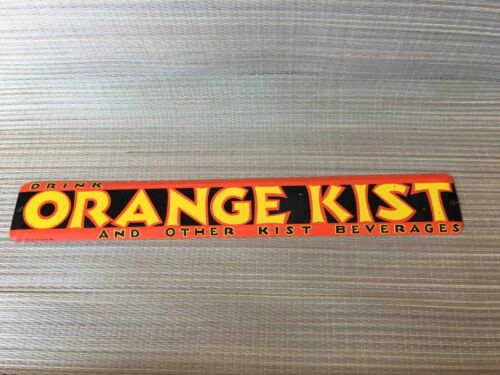 DRINK
ORANGE KIST
AND OTHER KIST BEVERAGES